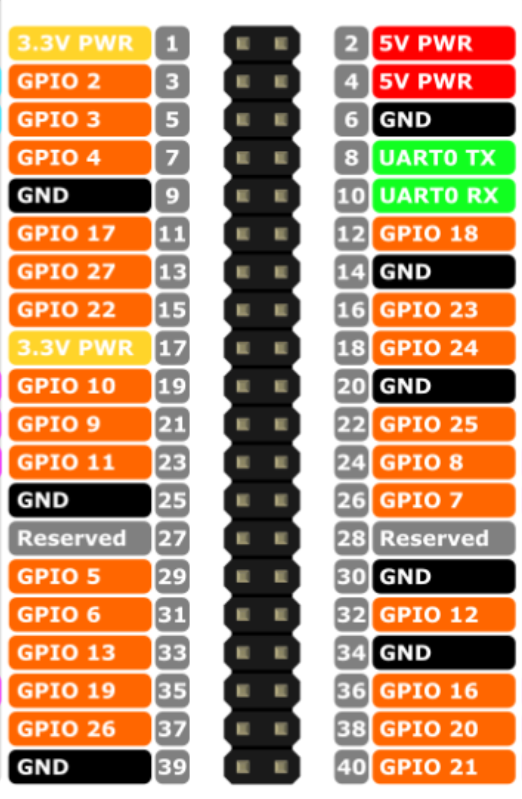 3.3V PWR 1 2 5V PWR
GPIO 2 3 4 5V PWR
GPIO 3 5 6 GND
GPIO 4 7 8 UART0 TX
GND 9 10 UART0 RX
GPIO 17 11 12 GPIO 18
GPIO 27 13 14 GND
GPIO 22 15 16 GPIO 23
3.3V PWR 17 18 GPIO 24
GPIO 10 19 20 GND
GPIO 9 21 22 GPIO 25
GPIO 11 23 24 GPIO 8
GND 25 26 GPIO 7
Reserved 27 28 Reserved
GPIO 5 29 30 GND
GPIO 6 31 32 GPIO 12
GPIO 13 33 34 GND
GPIO 19 35 36 GPIO 16
GPIO 26 37 38 GPIO 20
GND 39 40 GPIO 21